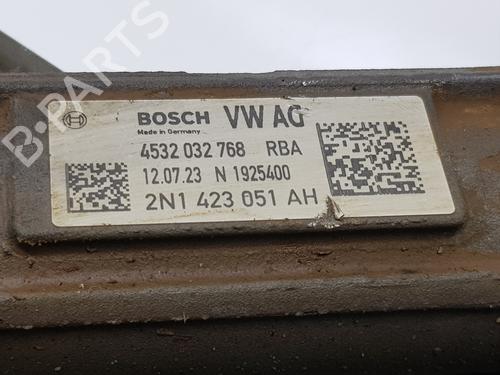 BOSCH VW AG
Made in Germany
4532 032 768 RBA
12.07.23 N 1925400
2N1 423 051 AH
B-PARTS